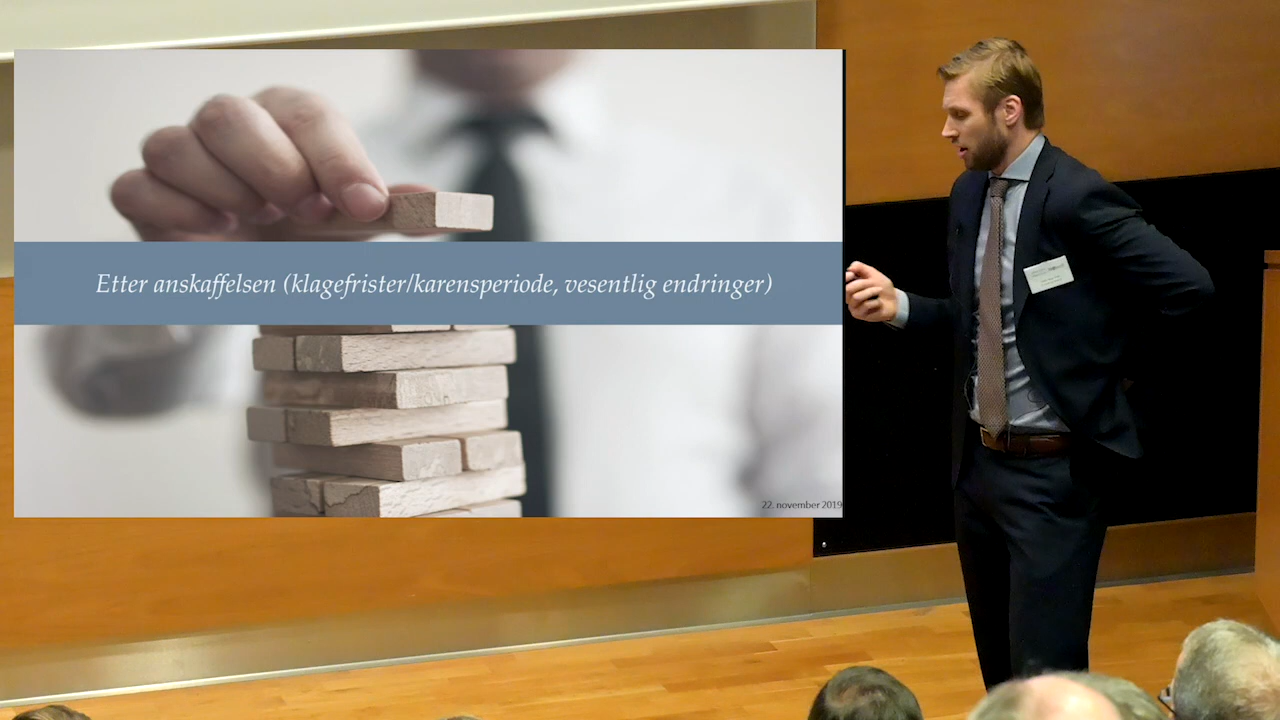 Etter anskaffelsen (klagefrister/karensperiode, vesentlig endringer)
22. november 2019